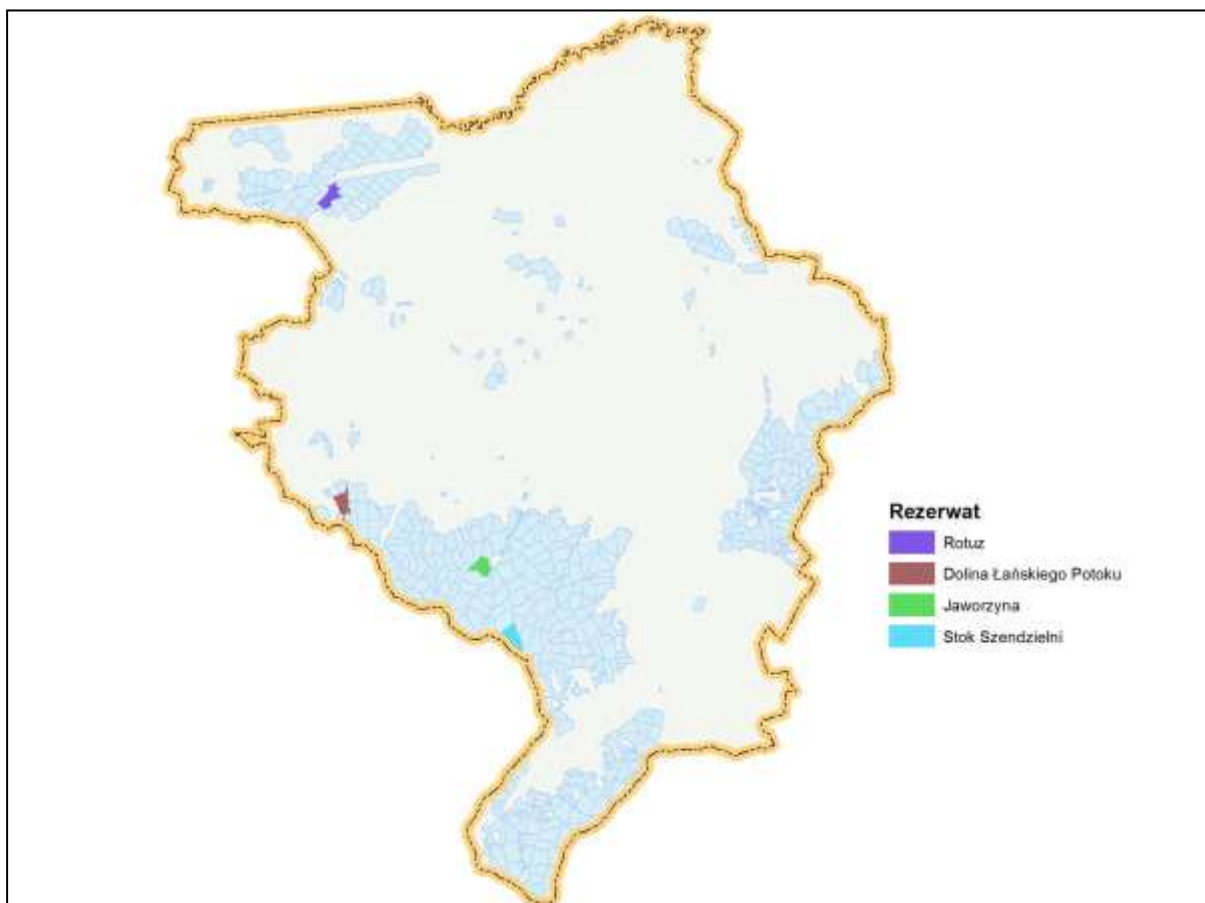 Rezerwat
Rotuz
Dolina Łańskiego Potoku
Jaworzyna
Stok Szendzielni